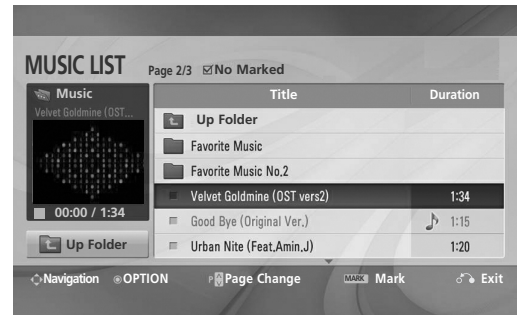 MUSIC LIST Page 2/3 ☑No Marked
Music
Velvet Goldmine (OST...
00:00 / 1:34
Up Folder
Title Duration
Up Folder
Favorite Music
Favorite Music No,2
Velvet Goldmine (OST vers2) 1:34
Good Bye (Original Ver.) 1:15
Urban Nite (Feat,Amin,J) 1:20
Navigation OPTION P Page Change MARK Mark Exit